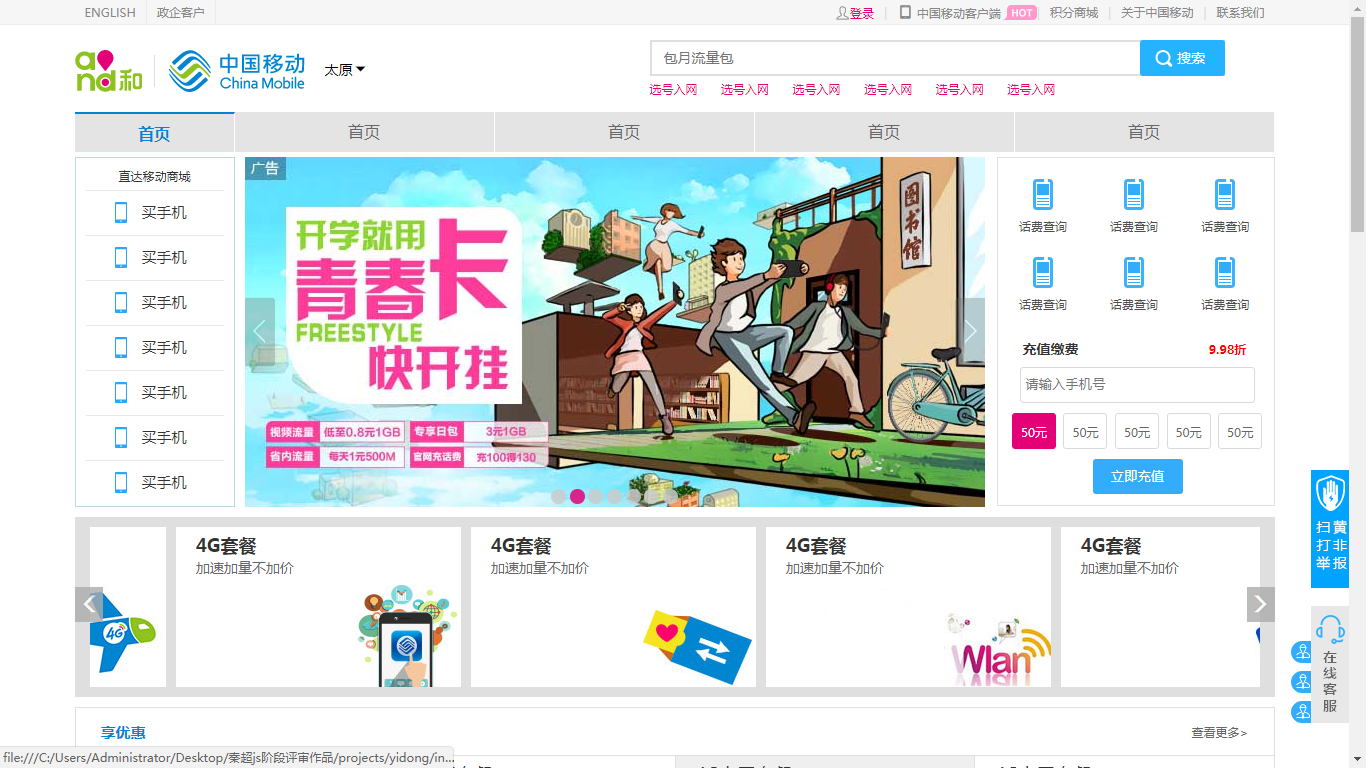 ENGLISH 政企客户 登录 中国移动客户端 HOT 积分商城 关于中国移动 联系我们
and和 中国移动 China Mobile 太原 包月流量包 搜索
选号入网 选号入网 选号入网 选号入网 选号入网 选号入网
首页 首页 首页 首页 首页
直达移动商城
买手机
买手机
买手机
买手机
买手机
买手机
买手机
广告
开学就用
青春卡
FREESTYLE
快开挂
视频流量 低至0.8元1GB 专享日包 3元1GB
省内流量 每天1元500M 官网充话费 充100得130
图书馆
话费查询 话费查询 话费查询
话费查询 话费查询 话费查询
充值缴费 9.98折
请输入手机号
50元 50元 50元 50元 50元
立即充值
4G
4G套餐
加速加量不加价
4G套餐
加速加量不加价
4G套餐
加速加量不加价
Wlan
4G套餐
加速加量不加价
扫黄
打非
举报
在线客服
享优惠 查看更多>
file:///C:/Users/Administrator/Desktop/秦超js阶段评审作品/projects/yidong/in...